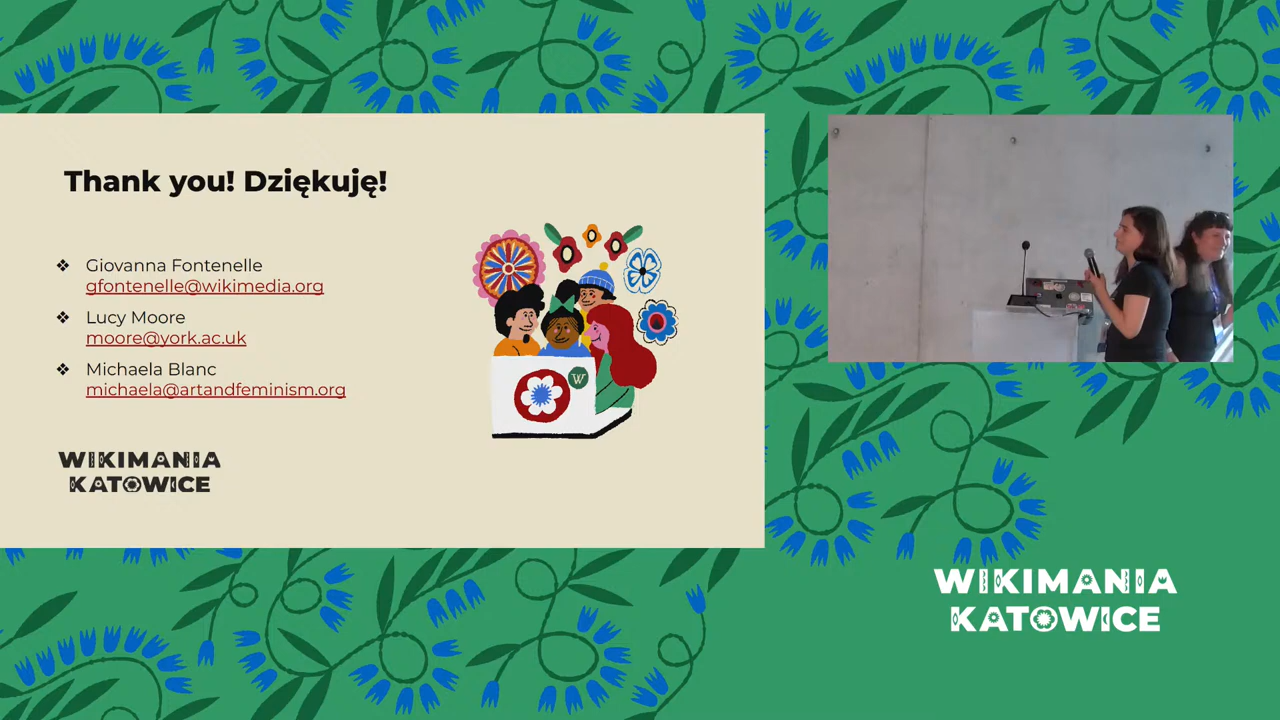 Thank you! Dziękuję!
❖ Giovanna Fontenelle
gfontenelle@wikimedia.org
❖ Lucy Moore
moore@york.ac.uk
❖ Michaela Blanc
michaela@artandfeminism.org
W
WIKIMANIA
KATOWICE
WIKIMANIA
KATOWICE